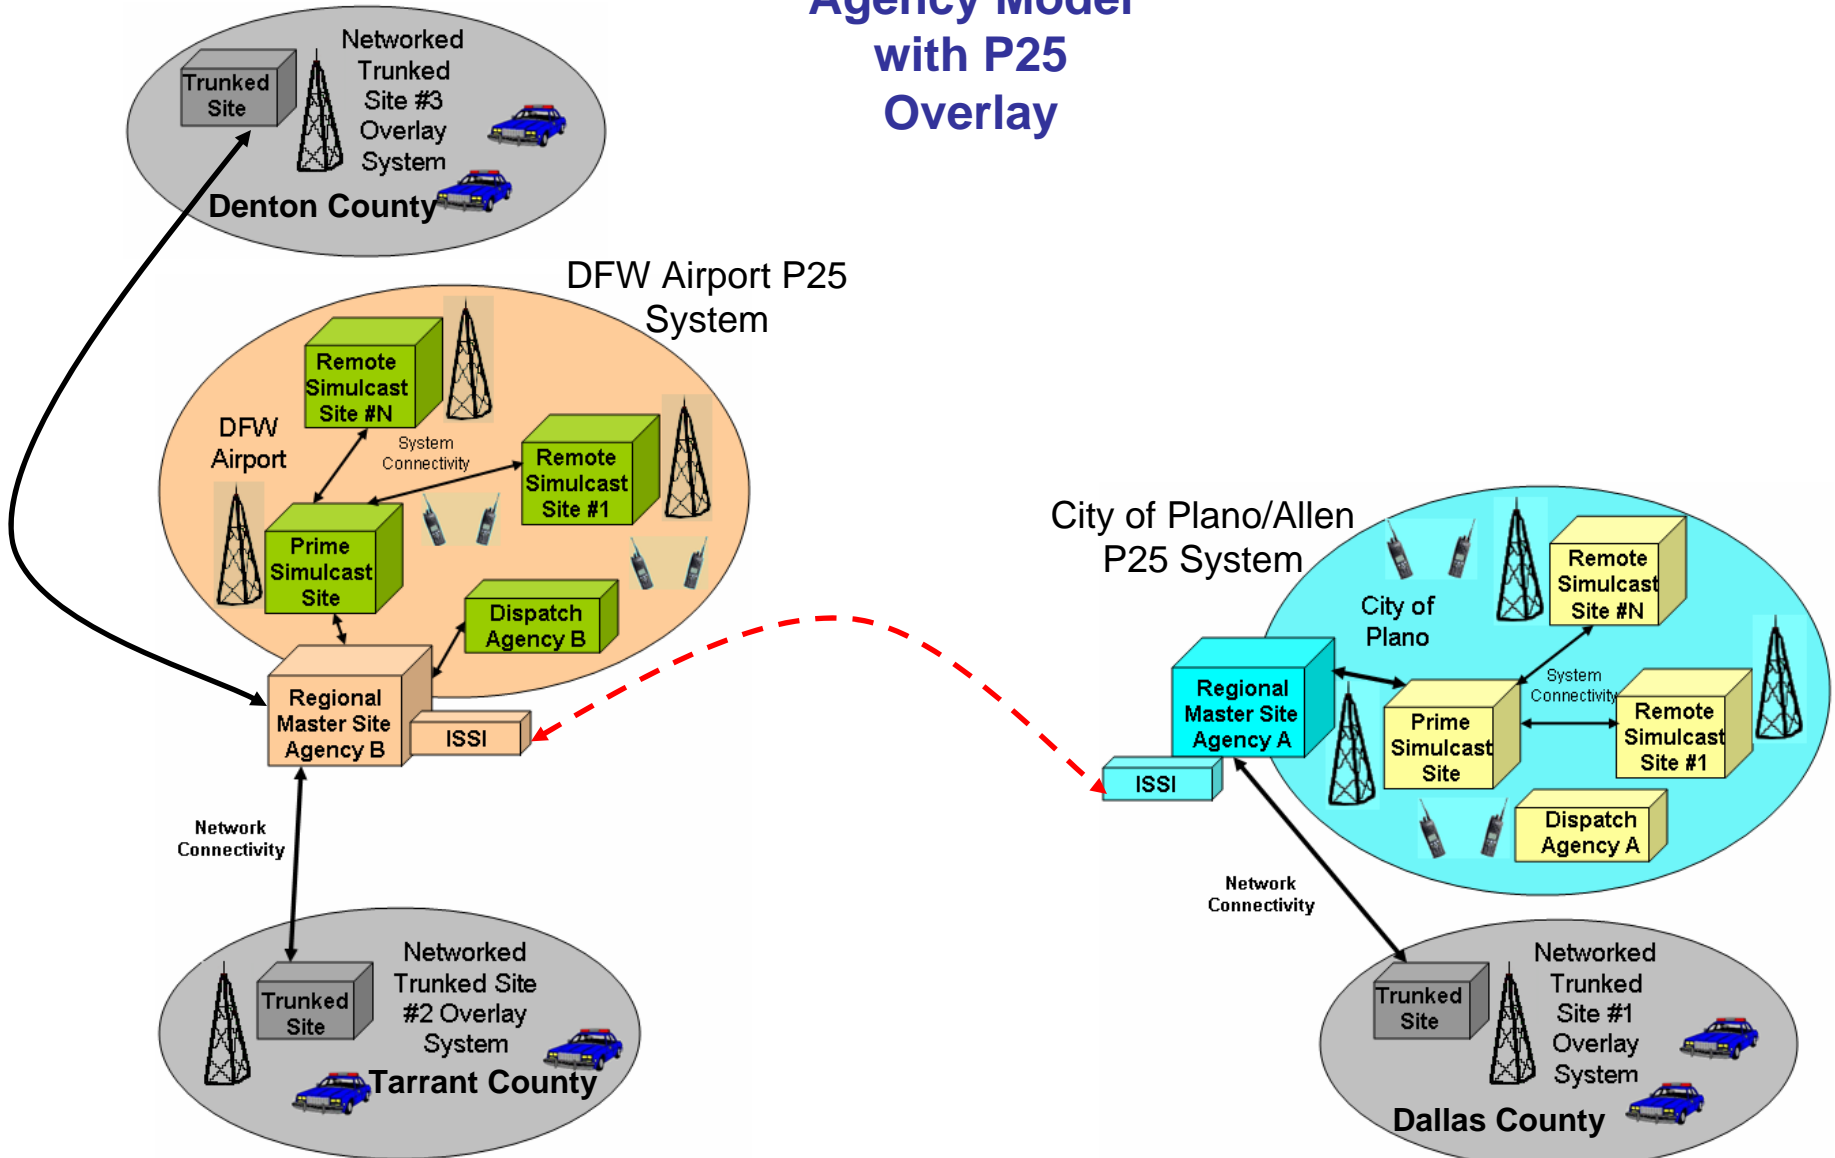 Agency Model
with P25
Overlay
Trunked
Site
Networked
Trunked
Site #3
Overlay
System
Denton County
DFW Airport P25
System
Remote
Simulcast
Site #N
DFW
Airport
System
Connectivity
Remote
Simulcast
Site #1
Prime
Simulcast
Site
Dispatch
Agency B
Regional
Master Site
Agency B
ISSI
Network
Connectivity
Trunked
Site
Networked
Trunked Site
#2 Overlay
System
Tarrant County
City of Plano/Allen
P25 System
City of
Plano
Remote
Simulcast
Site #N
System
Connectivity
Regional
Master Site
Agency A
ISSI
Prime
Simulcast
Site
Remote
Simulcast
Site #1
Dispatch
Agency A
Network
Connectivity
Trunked
Site
Networked
Trunked
Site #1
Overlay
System
Dallas County